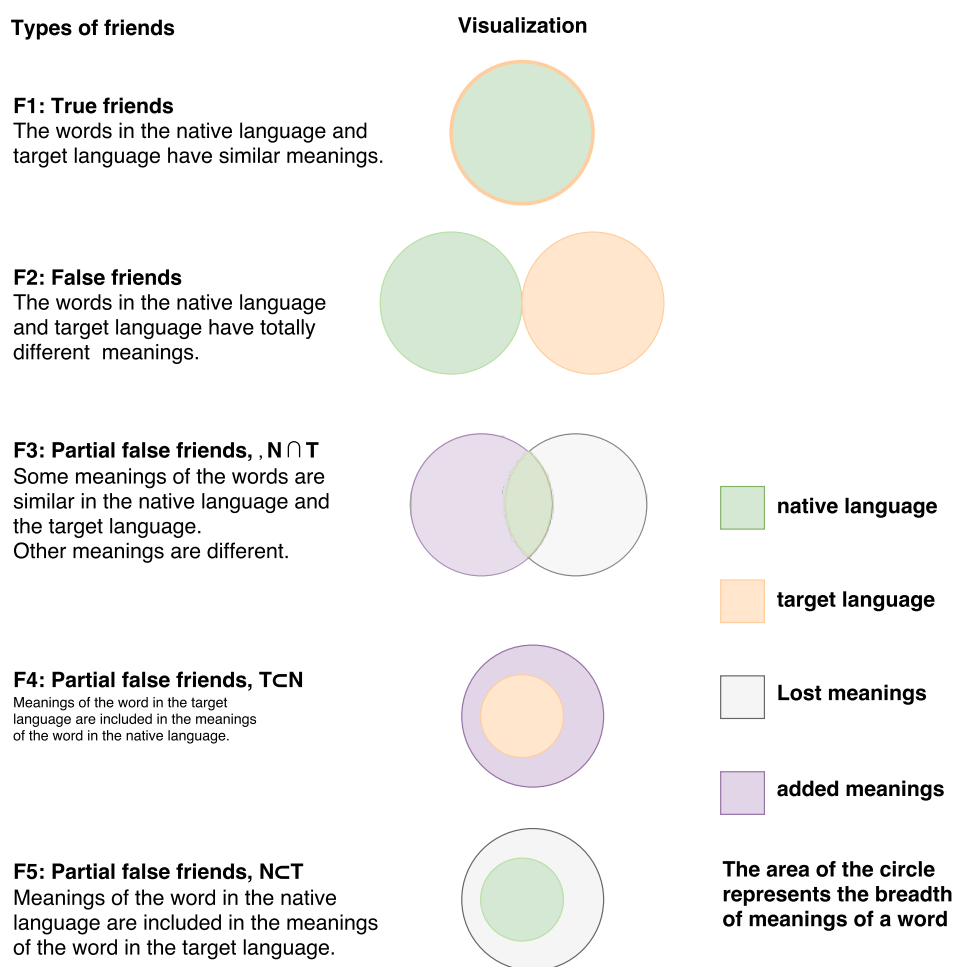 Types of friends
Visualization
F1: True friends
The words in the native language and
target language have similar meanings.
F2: False friends
The words in the native language
and target language have totally
different  meanings.
F3: Partial false friends, , N ∩ T
Some meanings of the words are
similar in the native language and
the target language.
Other meanings are different.
F4: Partial false friends, T⊂N
Meanings of the word in the target
language are included in the meanings
of the word in the native language.
F5: Partial false friends, N⊂T
Meanings of the word in the native
language are included in the meanings
of the word in the target language.
native language
target language
Lost meanings
added meanings
The area of the circle
represents the breadth
of meanings of a word